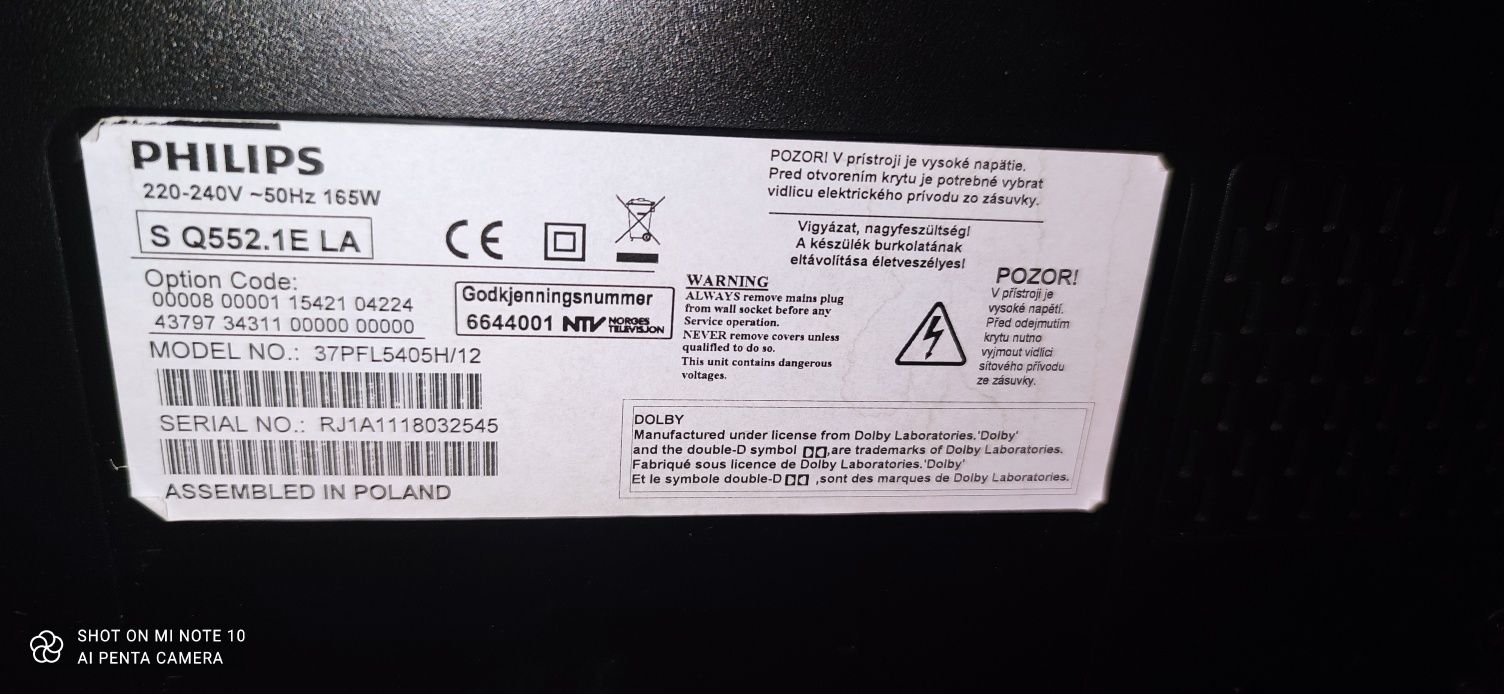 PHILIPS
220-240V ~50Hz 165W
S Q552.1E LA
Option Code:
00008 00001 15421 04224
43797 34311 00000 00000
MODEL NO.: 37PFL5405H/12
SERIAL NO.: RJ1A1118032545
ASSEMBLED IN POLAND
CE
Godkjenningsnummer
6644001 NTV NORGES
TELEVISJON
WARNING
ALWAYS remove mains plug
from wall socket before any
Service operation.
NEVER remove covers unless
qualified to do so.
This unit contains dangerous
voltages.
POZOR! V prístroji je vysoké napätie.
Pred otvorením krytu je potrebné vybrat
vidlicu elektrického prívodu zo zásuvky.
Vigyázat, nagyfeszültség!
A készülék burkolatának
eltávolítása életveszélyes!
POZOR!
V přístroji je
vysoké napětí.
Před odejmutím
krytu nutno
vyjmout vidlici
síťového přívodu
ze zásuvky.
DOLBY
Manufactured under license from Dolby Laboratories.'Dolby'
and the double-D symbol ,are trademarks of Dolby Laboratories.
Fabriqué sous licence de Dolby Laboratories.'Dolby'
Et le symbole double-D ,sont des marques de Dolby Laboratories.
SHOT ON MI NOTE 10
AI PENTA CAMERA